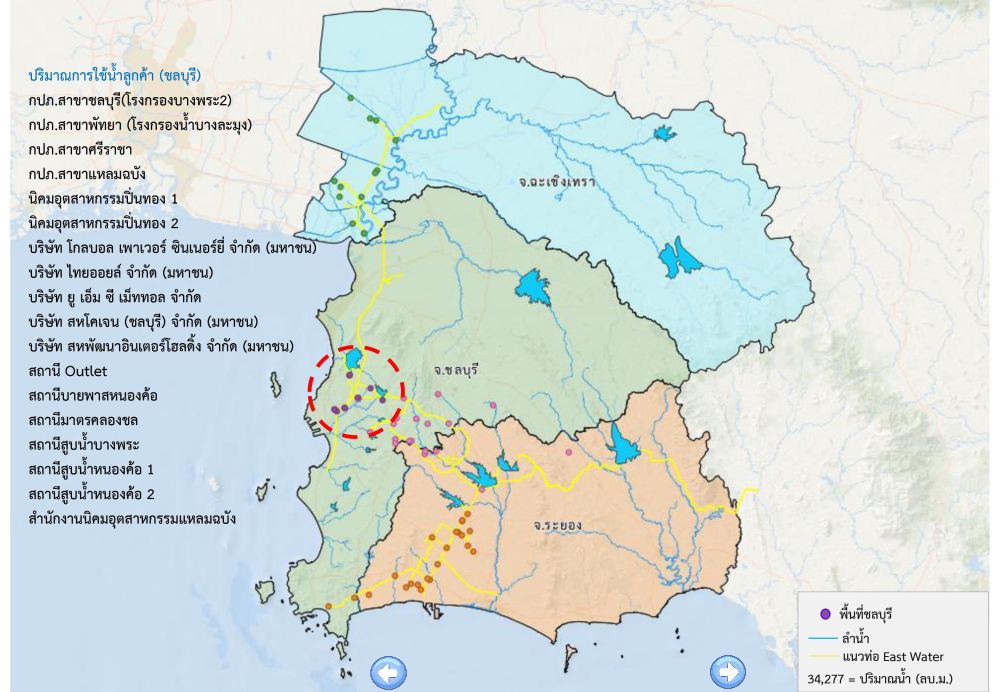 ปริมาณการใช้น้ำลูกค้า (ชลบุรี)
กปภ.สาขาชลบุรี(โรงกรองบางพระ2)
กปภ.สาขาพัทยา (โรงกรองน้ำบางละมุง)
กปภ.สาขาศรีราชา
กปภ.สาขาแหลมฉบัง
นิคมอุตสาหกรรมปิ่นทอง 1
นิคมอุตสาหกรรมปิ่นทอง 2
บริษัท โกลบอล เพาเวอร์ ซินเนอร์ยี่ จำกัด (มหาชน)
บริษัท ไทยออยล์ จำกัด (มหาชน)
บริษัท ยู เอ็ม ซี เม็ททอล จำกัด
บริษัท สหโคเจน (ชลบุรี) จำกัด (มหาชน)
บริษัท สหพัฒนาอินเตอร์โฮลดิ้ง จำกัด (มหาชน)
สถานี Outlet
สถานีบายพาสหนองค้อ
สถานีมาตรคลองชล
สถานีสูบน้ำบางพระ
สถานีสูบน้ำหนองค้อ 1
สถานีสูบน้ำหนองค้อ 2
สำนักงานนิคมอุตสาหกรรมแหลมฉบัง
จ.ฉะเชิงเทรา
จ.ชลบุรี
จ.ระยอง
พื้นที่ชลบุรี
ลำน้ำ
แนวท่อ East Water
34,277 = ปริมาณน้ำ (ลบ.ม.)